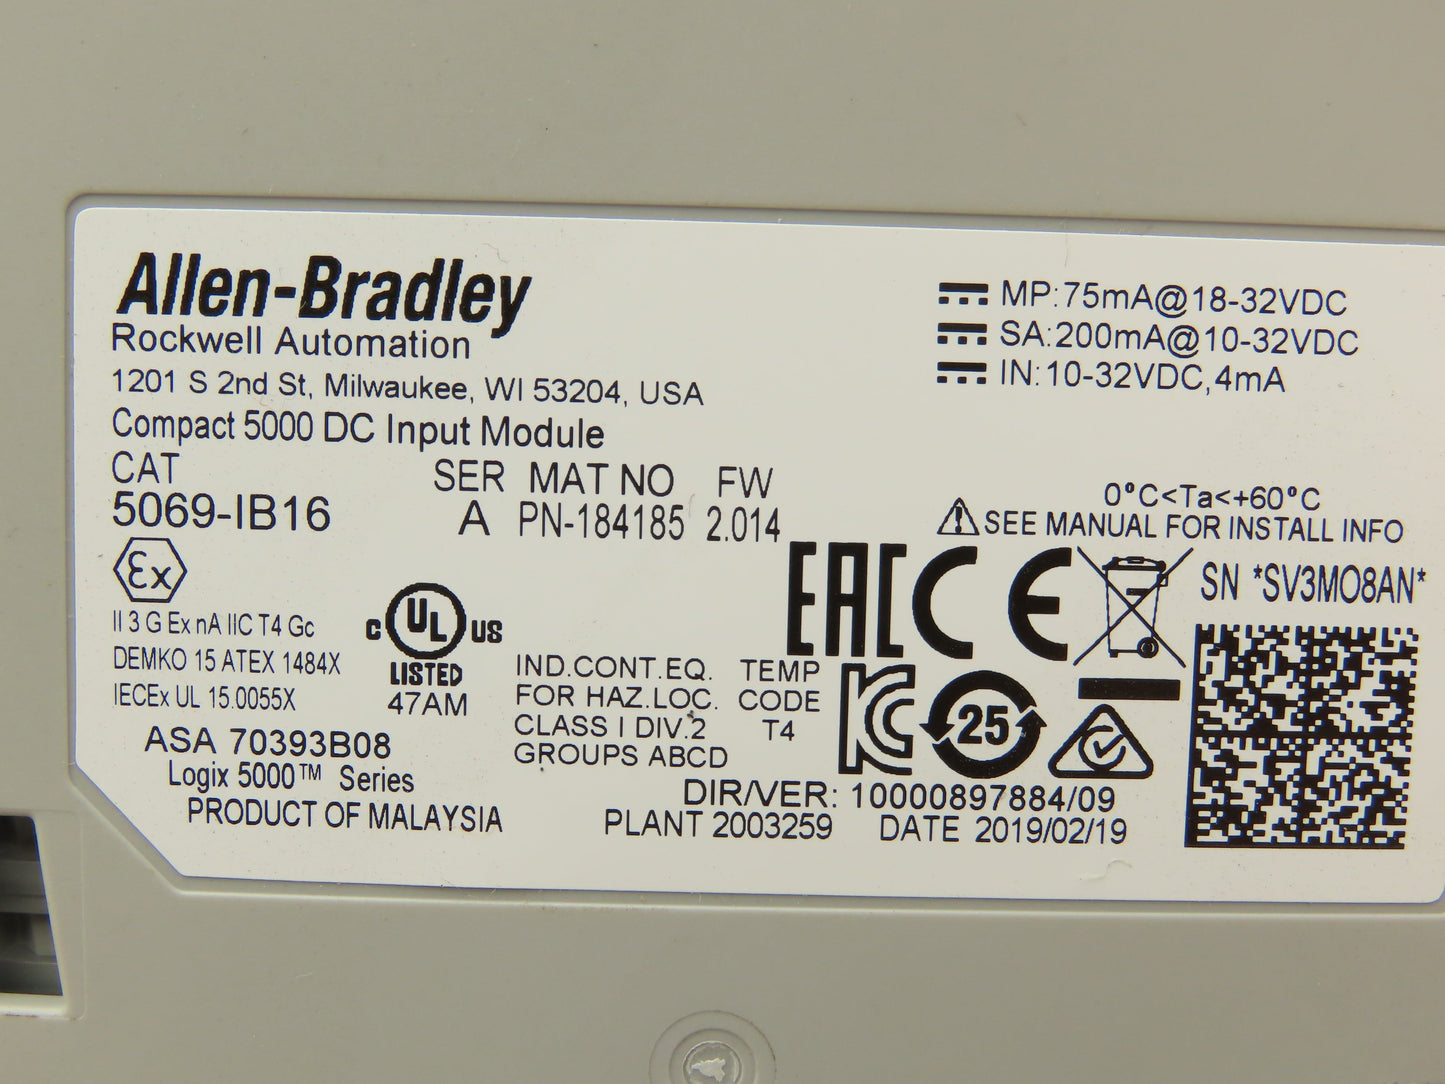 Allen-Bradley
Rockwell Automation
1201 S 2nd St, Milwaukee, WI 53204, USA
Compact 5000 DC Input Module
CAT SER MAT NO FW
5069-IB16 A PN-184185 2.014
MP:75mA@18-32VDC
SA:200mA@10-32VDC
IN:10-32VDC,4mA
0°C<Ta<+60°C
SEE MANUAL FOR INSTALL INFO
Ex
II 3 G Ex nA IIC T4 Gc
DEMKO 15 ATEX 1484X
IECEx UL 15.0055X
C UL US
LISTED
47AM
IND.CONT.EQ. TEMP
FOR HAZ.LOC. CODE
CLASS I DIV.2 T4
GROUPS ABCD
EAC CE
KC 25
SN *SV3MO8AN*
ASA 70393B08
Logix 5000™ Series
PRODUCT OF MALAYSIA
DIR/VER: 10000897884/09
PLANT 2003259 DATE 2019/02/19